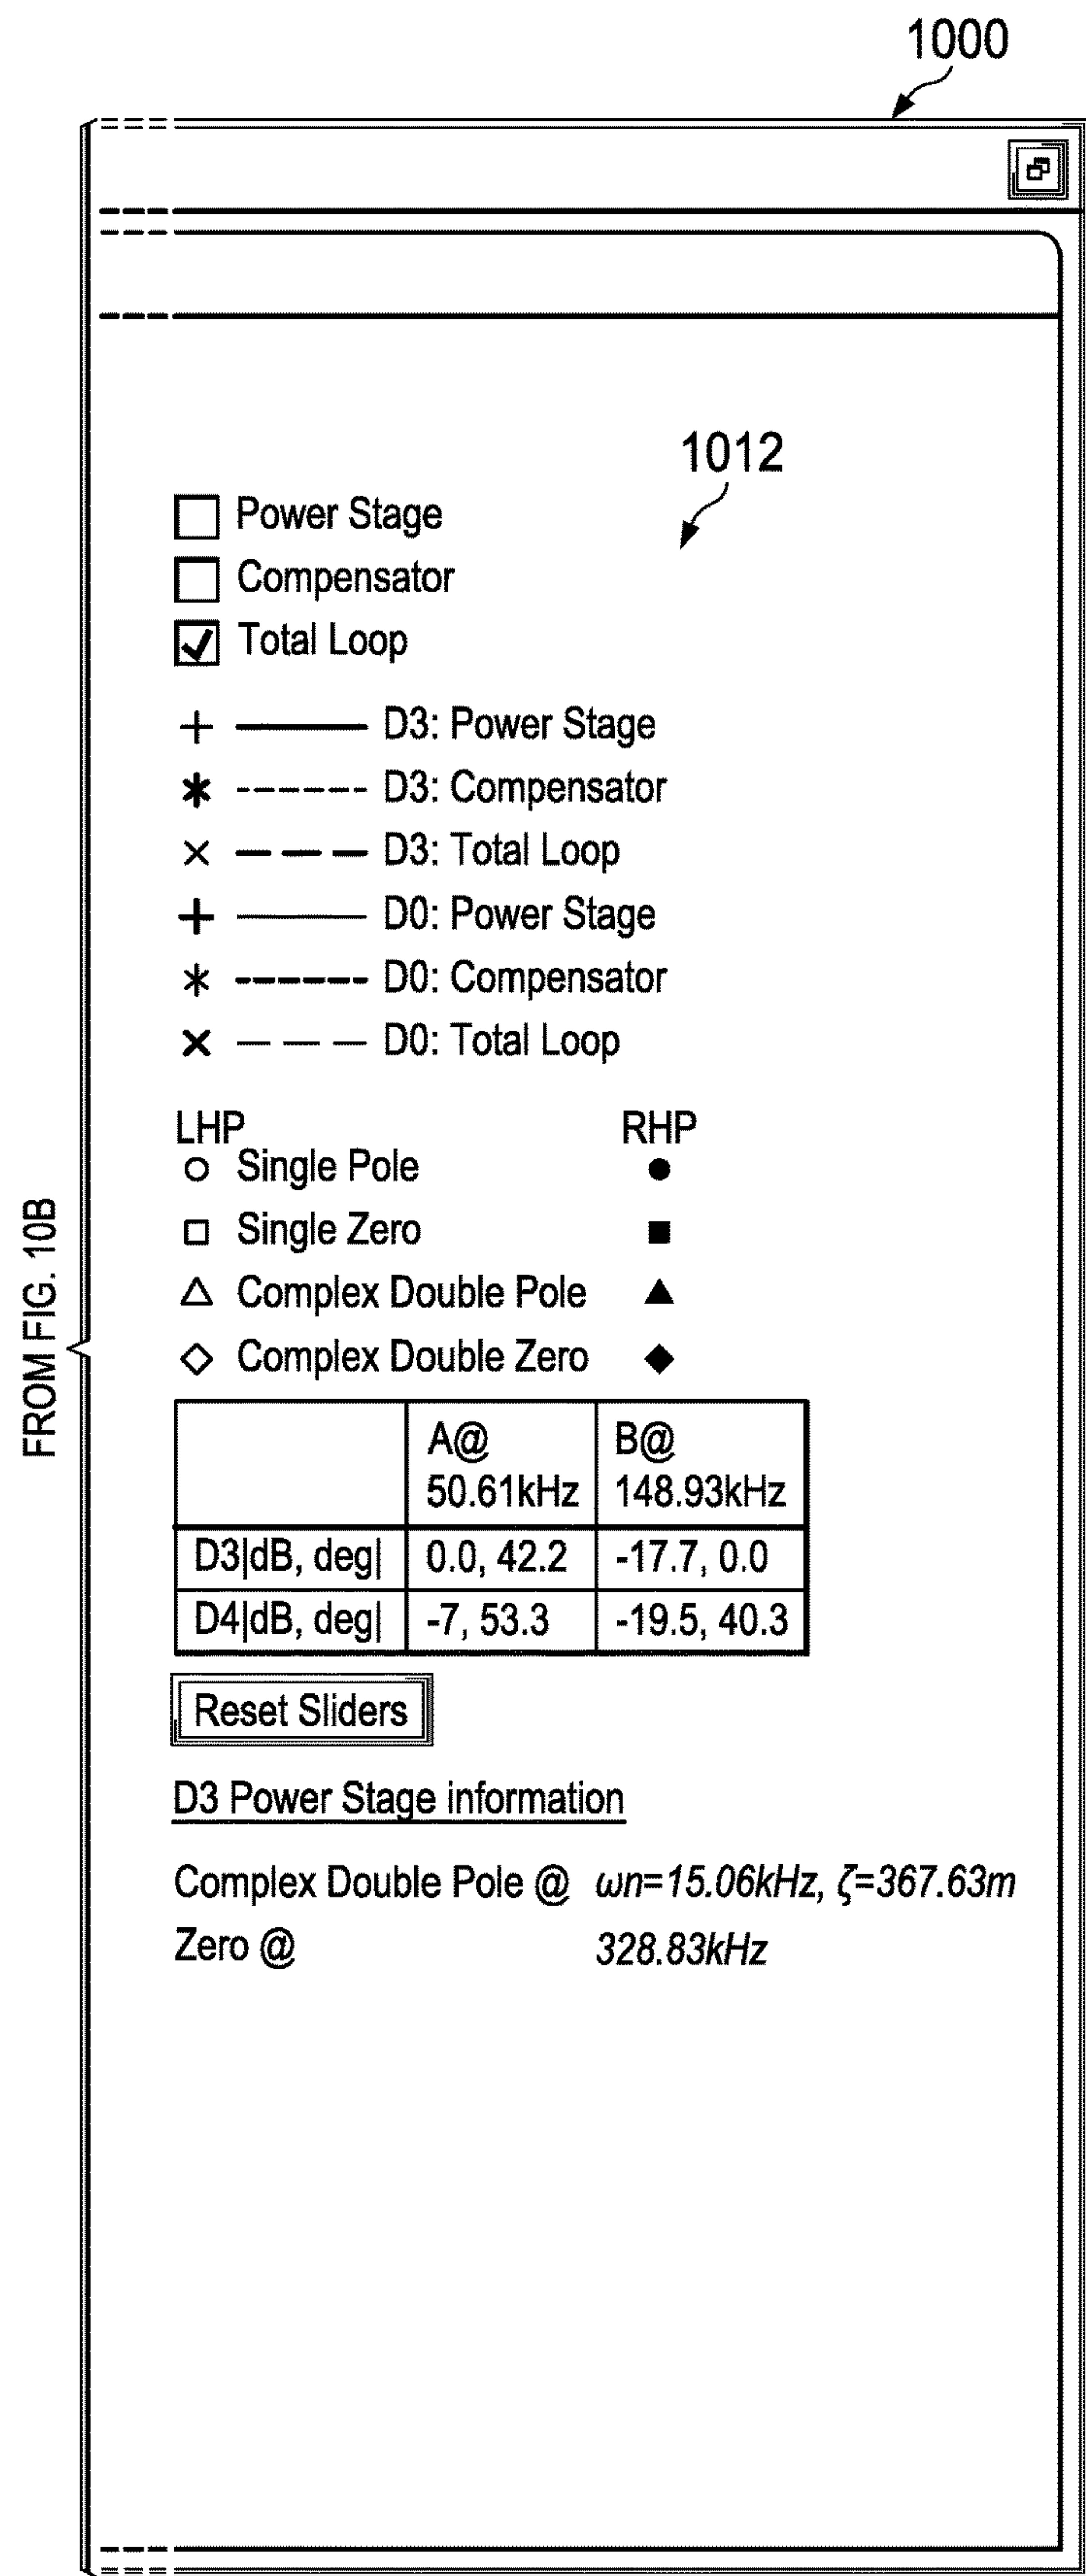 1000
1012
Power Stage
Compensator
Total Loop
D3: Power Stage
D3: Compensator
D3: Total Loop
D0: Power Stage
D0: Compensator
D0: Total Loop
LHP RHP
Single Pole
Single Zero
Complex Double Pole
Complex Double Zero
FROM FIG. 10B
A@ B@
50.61kHz 148.93kHz
D3|dB, deg| 0.0, 42.2 -17.7, 0.0
D4|dB, deg| -7, 53.3 -19.5, 40.3
Reset Sliders
D3 Power Stage information
Complex Double Pole @ ωn=15.06kHz, ζ=367.63m
Zero @ 328.83kHz